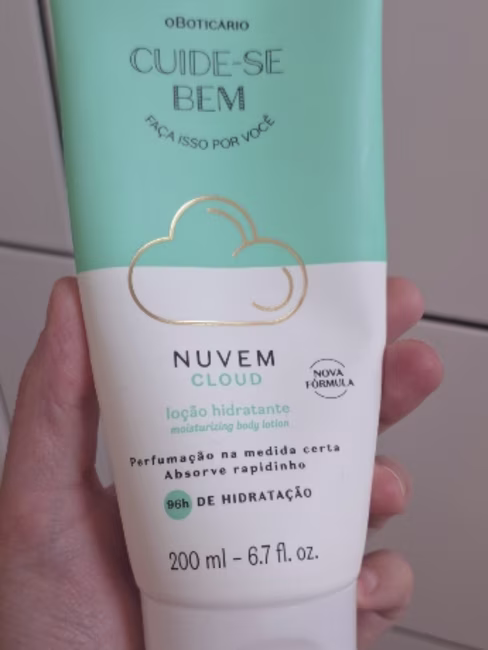 oBOTICÁRIO
CUIDE-SE
BEM
FAÇA ISSO POR VOCÊ
NUVEM
CLOUD
NOVA
FÓRMULA
loção hidratante
moisturizing body lotion
Perfumação na medida certa
Absorve rapidinho
96h DE HIDRATAÇÃO
200 ml – 6.7 fl. oz.